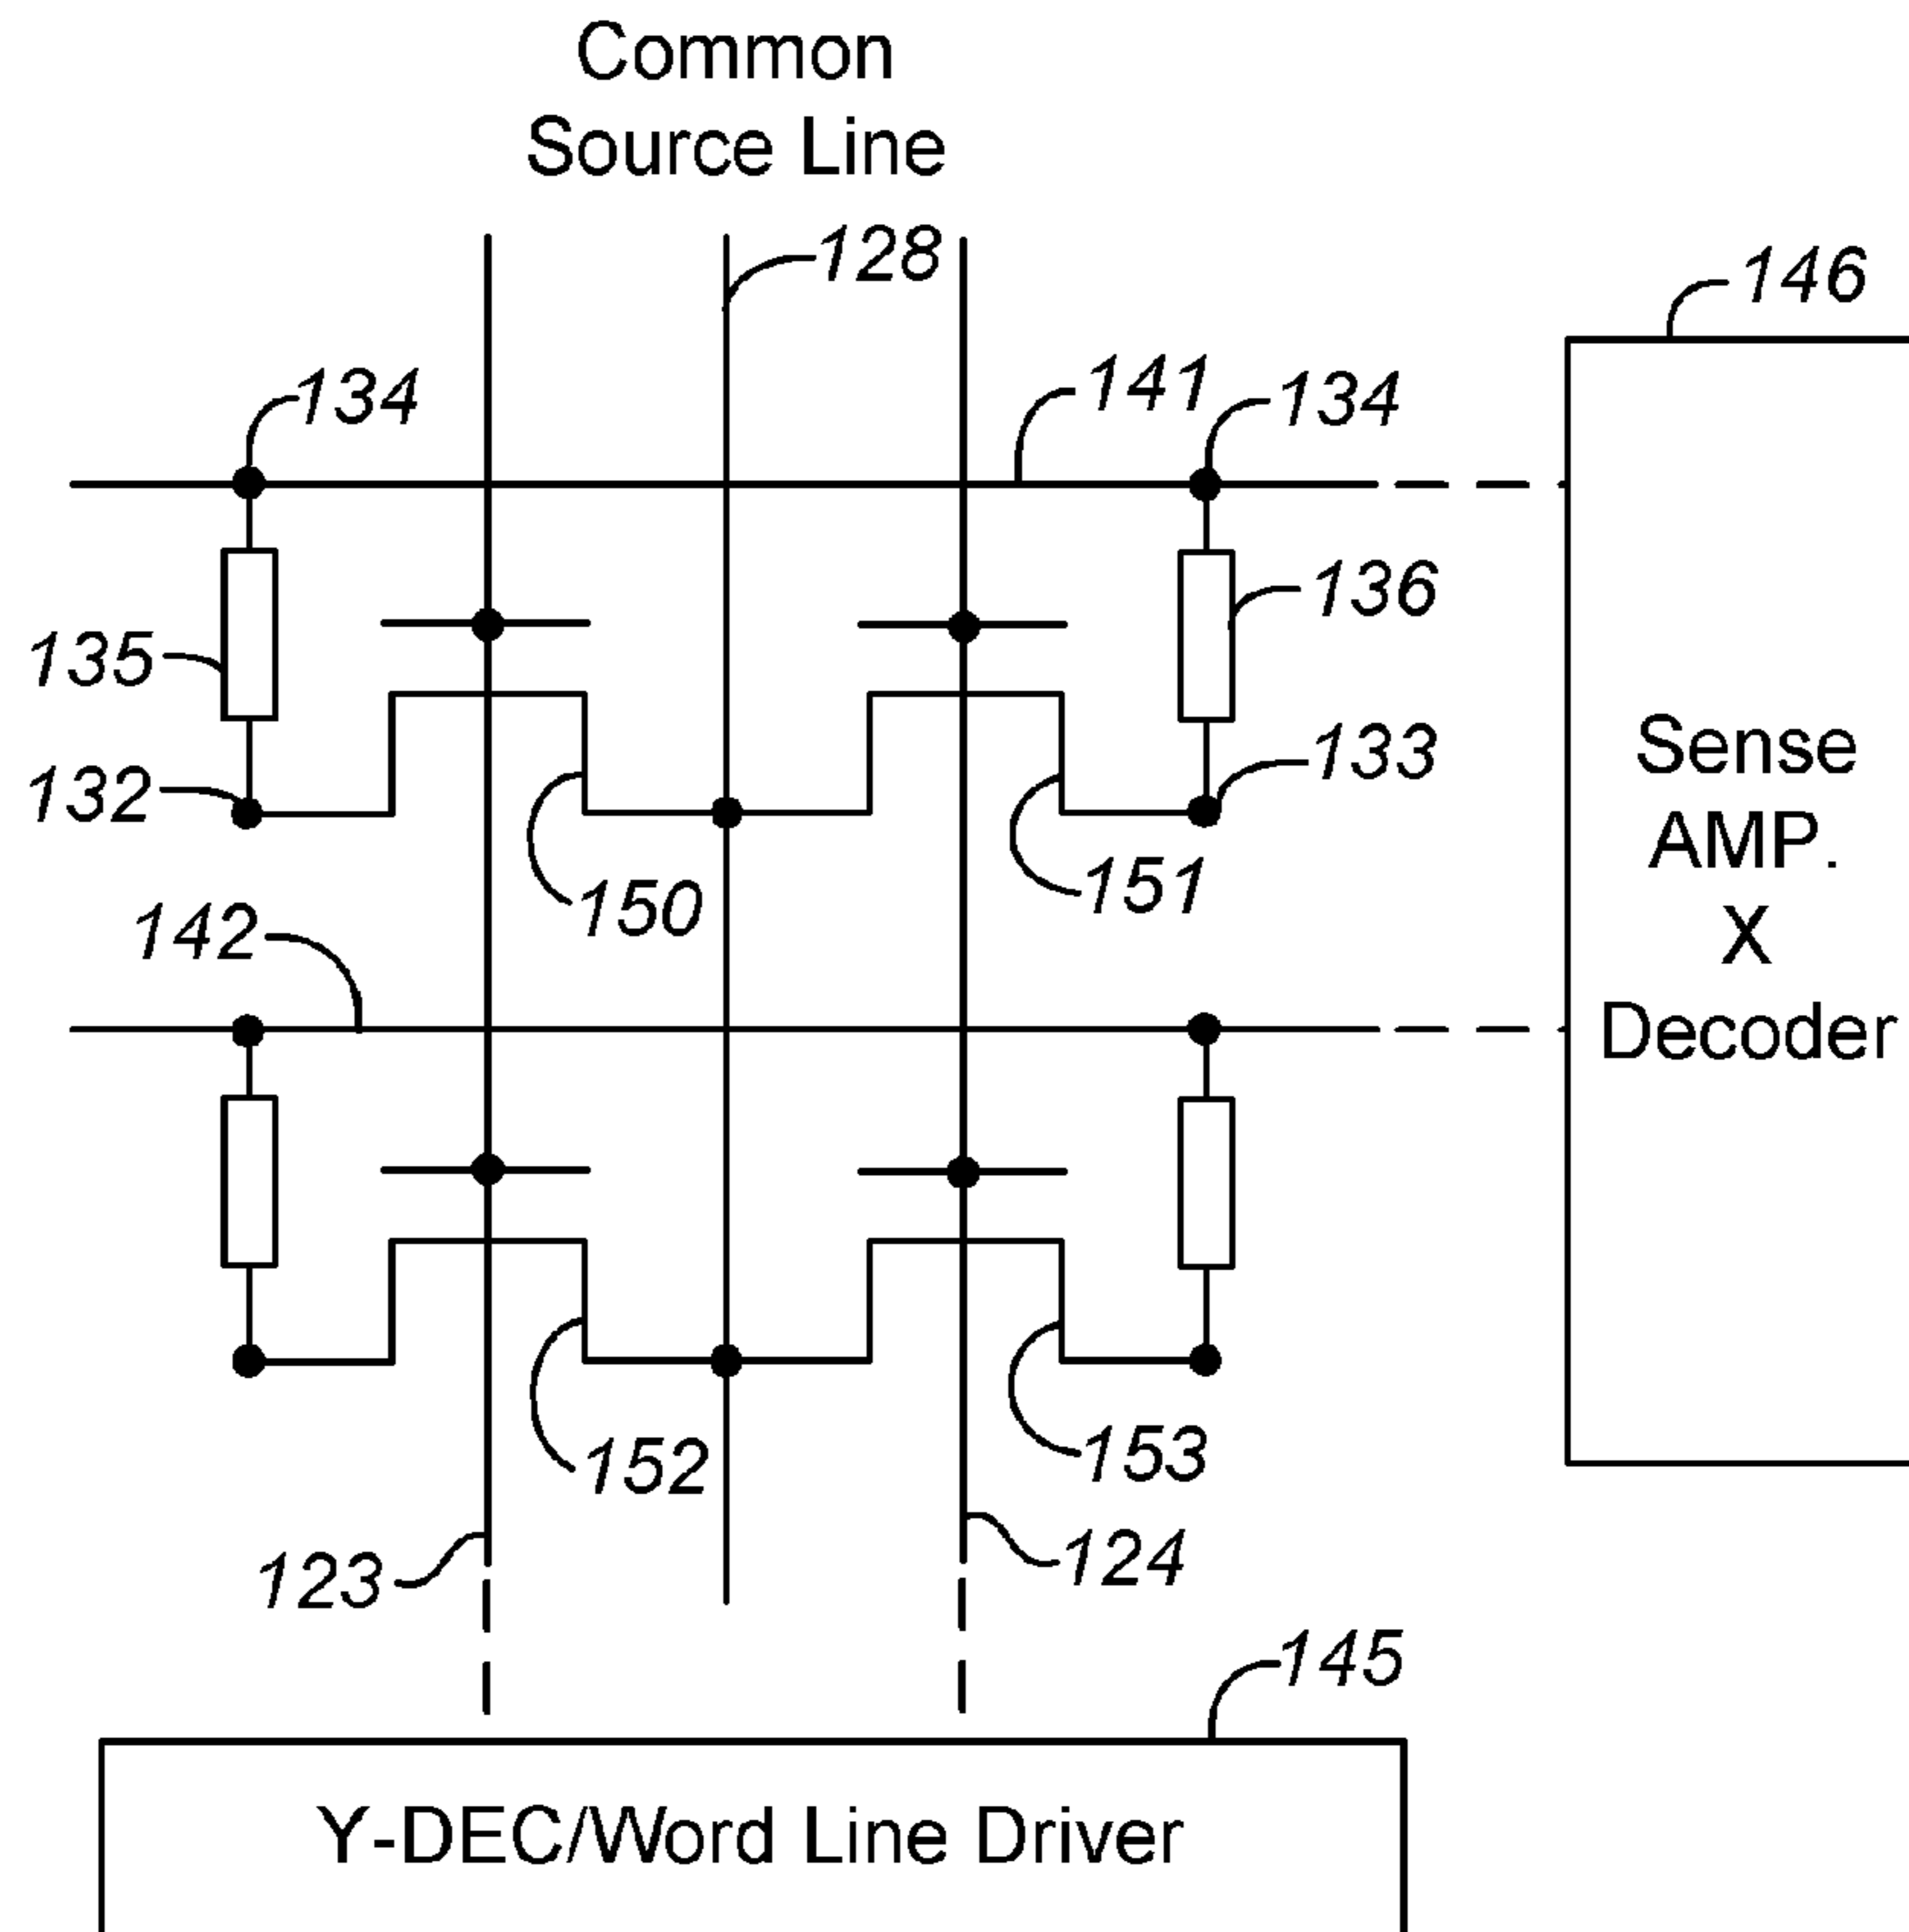 Common
Source Line
128
146
134
141
134
136
135
133
132
Sense
AMP.
X
Decoder
150
151
142
152
153
123
124
145
Y-DEC/Word Line Driver